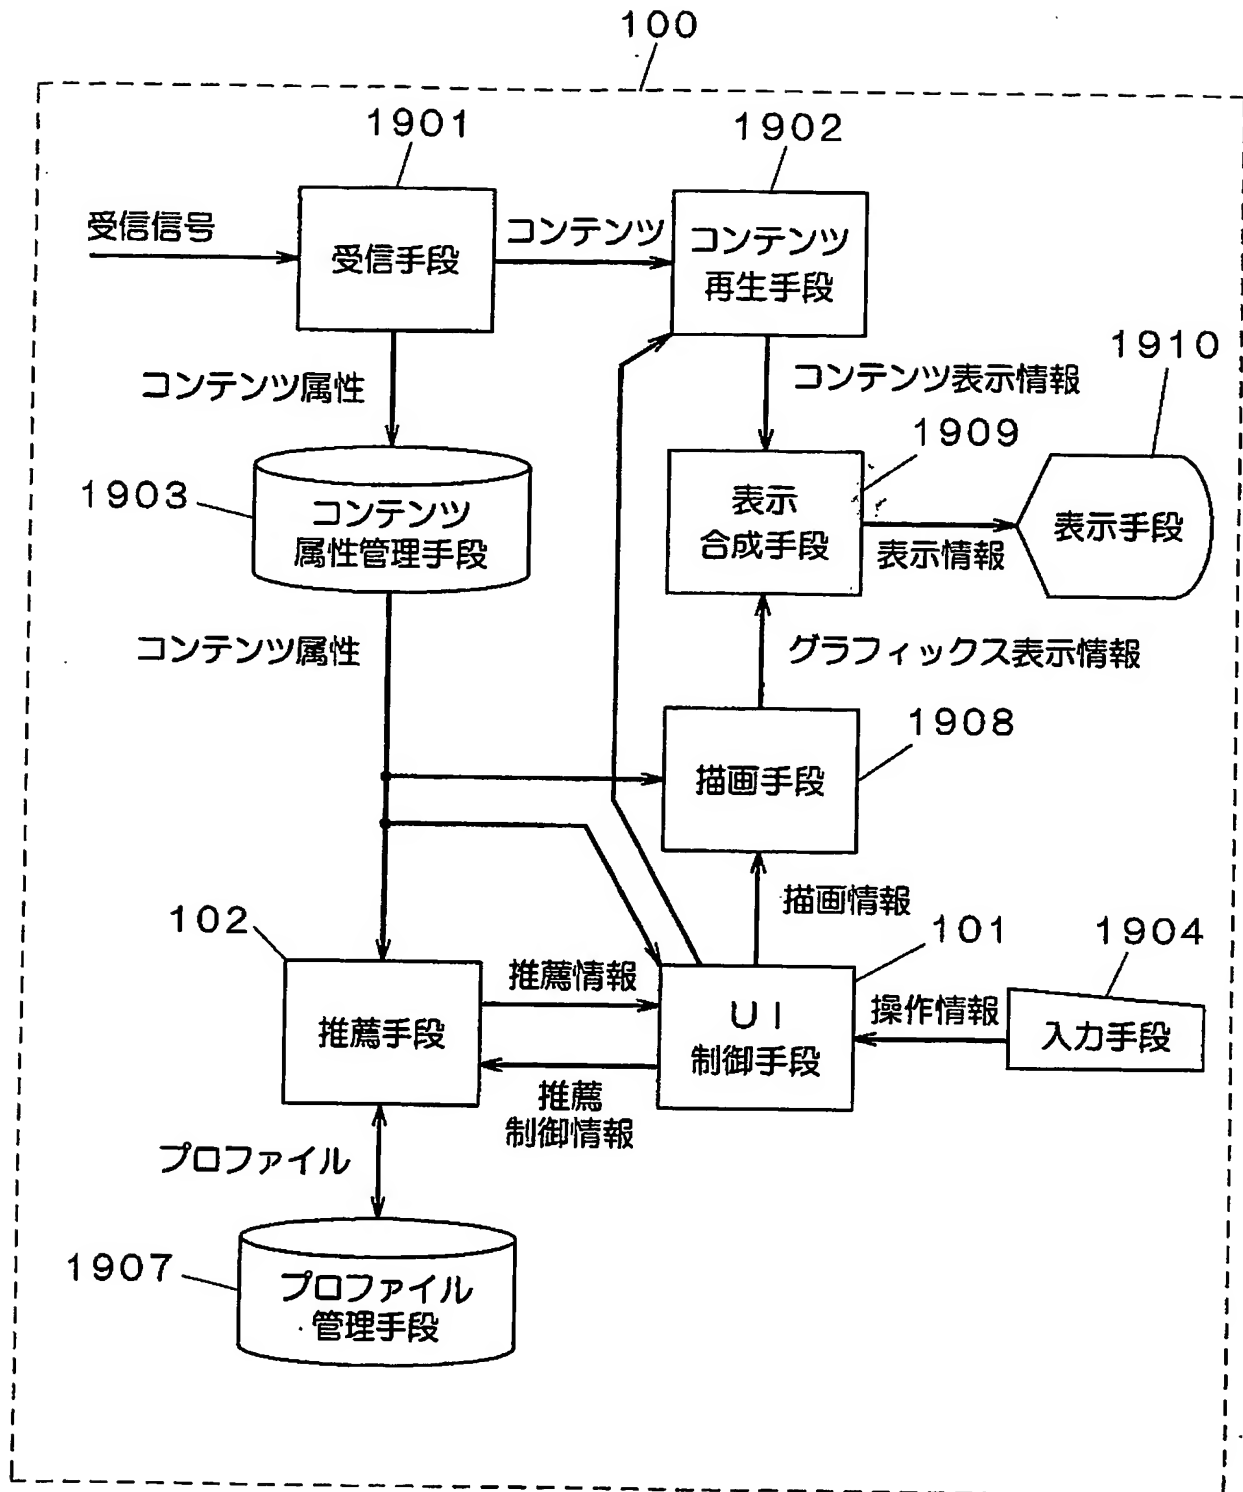 100
1901
1902
受信信号
受信手段
コンテンツ
コンテンツ
再生手段
コンテンツ属性
コンテンツ表示情報
1910
1909
1903
コンテンツ
属性管理手段
表示
合成手段
表示情報
表示手段
コンテンツ属性
グラフィックス表示情報
1908
描画手段
描画情報
102
101
1904
推薦手段
推薦情報
UI
制御手段
操作情報
入力手段
推薦
制御情報
プロファイル
1907
プロファイル
管理手段